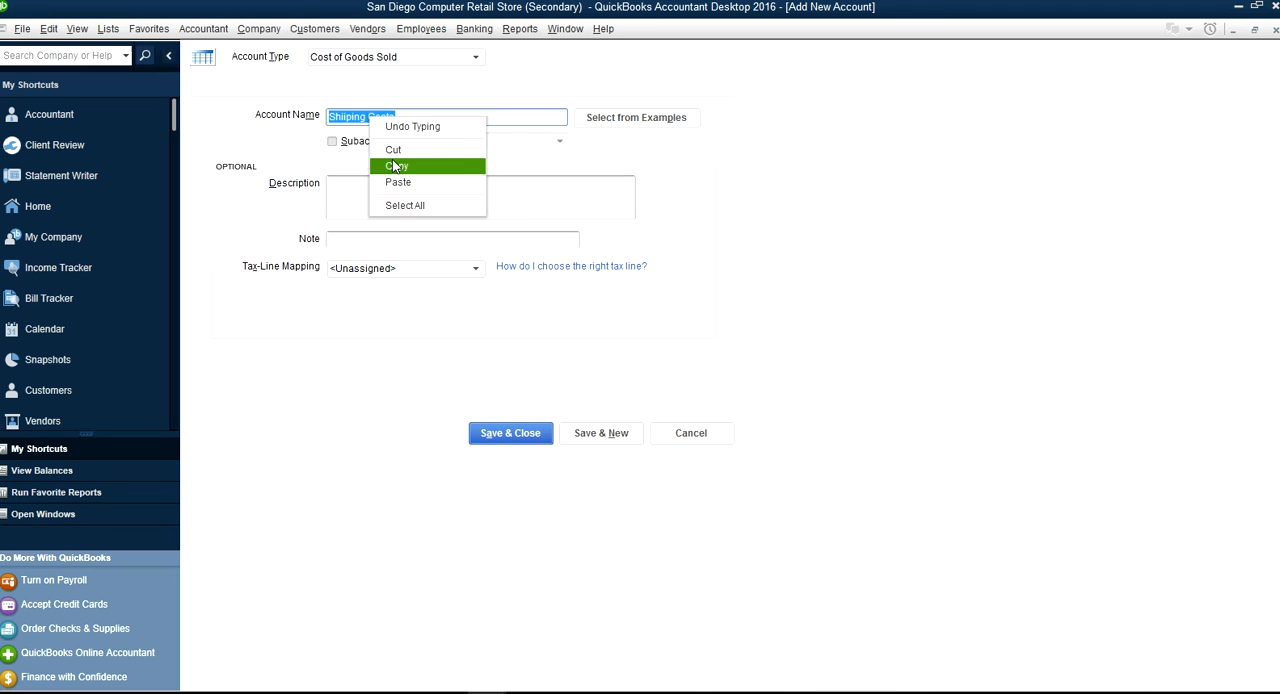 San Diego Computer Retail Store (Secondary) - QuickBooks Accountant Desktop 2016 - [Add New Account]
File Edit View Lists Favorites Accountant Company Customers Vendors Employees Banking Reports Window Help
Search Company or Help
Account Type Cost of Goods Sold
My Shortcuts
Accountant
Client Review
Statement Writer
Home
My Company
Income Tracker
Bill Tracker
Calendar
Snapshots
Customers
Vendors
My Shortcuts
View Balances
Run Favorite Reports
Open Windows
Do More With QuickBooks
Turn on Payroll
Accept Credit Cards
Order Checks & Supplies
QuickBooks Online Accountant
Finance with Confidence
Account Name Shiiping Select from Examples
Undo Typing
Cut
Copy
Paste
Select All
OPTIONAL
Description
Note
Tax-Line Mapping <Unassigned> How do I choose the right tax line?
Save & Close Save & New Cancel